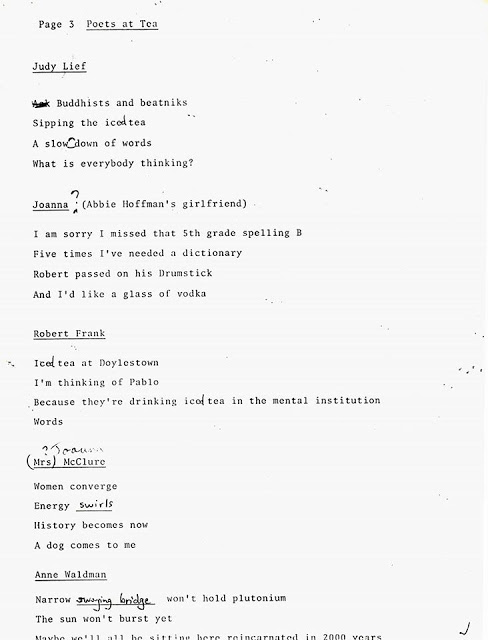 Page 3 Poets at Tea
Judy Lief
Buddhists and beatniks
Sipping the iced tea
A slow down of words
What is everybody thinking?
Joanna ? (Abbie Hoffman's girlfriend)
I am sorry I missed that 5th grade spelling B
Five times I've needed a dictionary
Robert passed on his Drumstick
And I'd like a glass of vodka
Robert Frank
Iced tea at Doylestown
I'm thinking of Pablo
Because they're drinking iced tea in the mental institution
Words
? Joanna
(Mrs) McClure
Women converge
Energy swirls
History becomes now
A dog comes to me
Anne Waldman
Narrow swaying bridge won't hold plutonium
The sun won't burst yet
Maybe we'll all be sitting here reincarnated in 2000 years